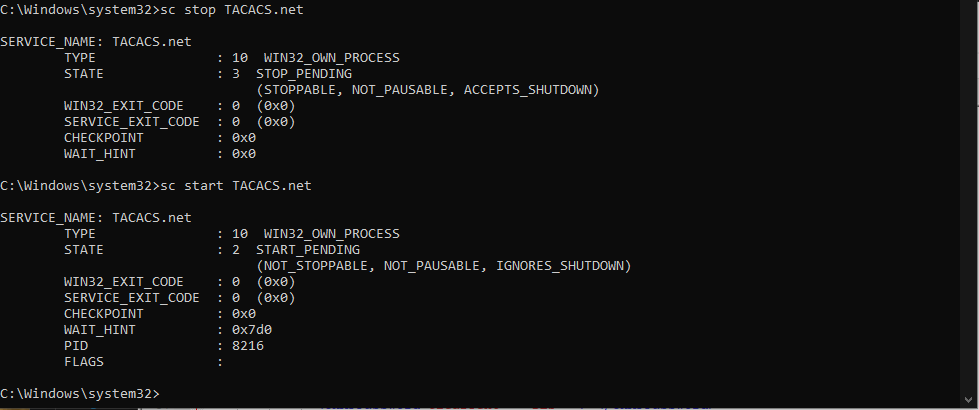 C:\Windows\system32>sc stop TACACS.net
SERVICE_NAME: TACACS.net
        TYPE               : 10  WIN32_OWN_PROCESS
        STATE              : 3  STOP_PENDING
                                (STOPPABLE, NOT_PAUSABLE, ACCEPTS_SHUTDOWN)
        WIN32_EXIT_CODE    : 0  (0x0)
        SERVICE_EXIT_CODE  : 0  (0x0)
        CHECKPOINT         : 0x0
        WAIT_HINT          : 0x0
C:\Windows\system32>sc start TACACS.net
SERVICE_NAME: TACACS.net
        TYPE               : 10  WIN32_OWN_PROCESS
        STATE              : 2  START_PENDING
                                (NOT_STOPPABLE, NOT_PAUSABLE, IGNORES_SHUTDOWN)
        WIN32_EXIT_CODE    : 0  (0x0)
        SERVICE_EXIT_CODE  : 0  (0x0)
        CHECKPOINT         : 0x0
        WAIT_HINT          : 0x7d0
        PID                : 8216
        FLAGS              :
C:\Windows\system32>